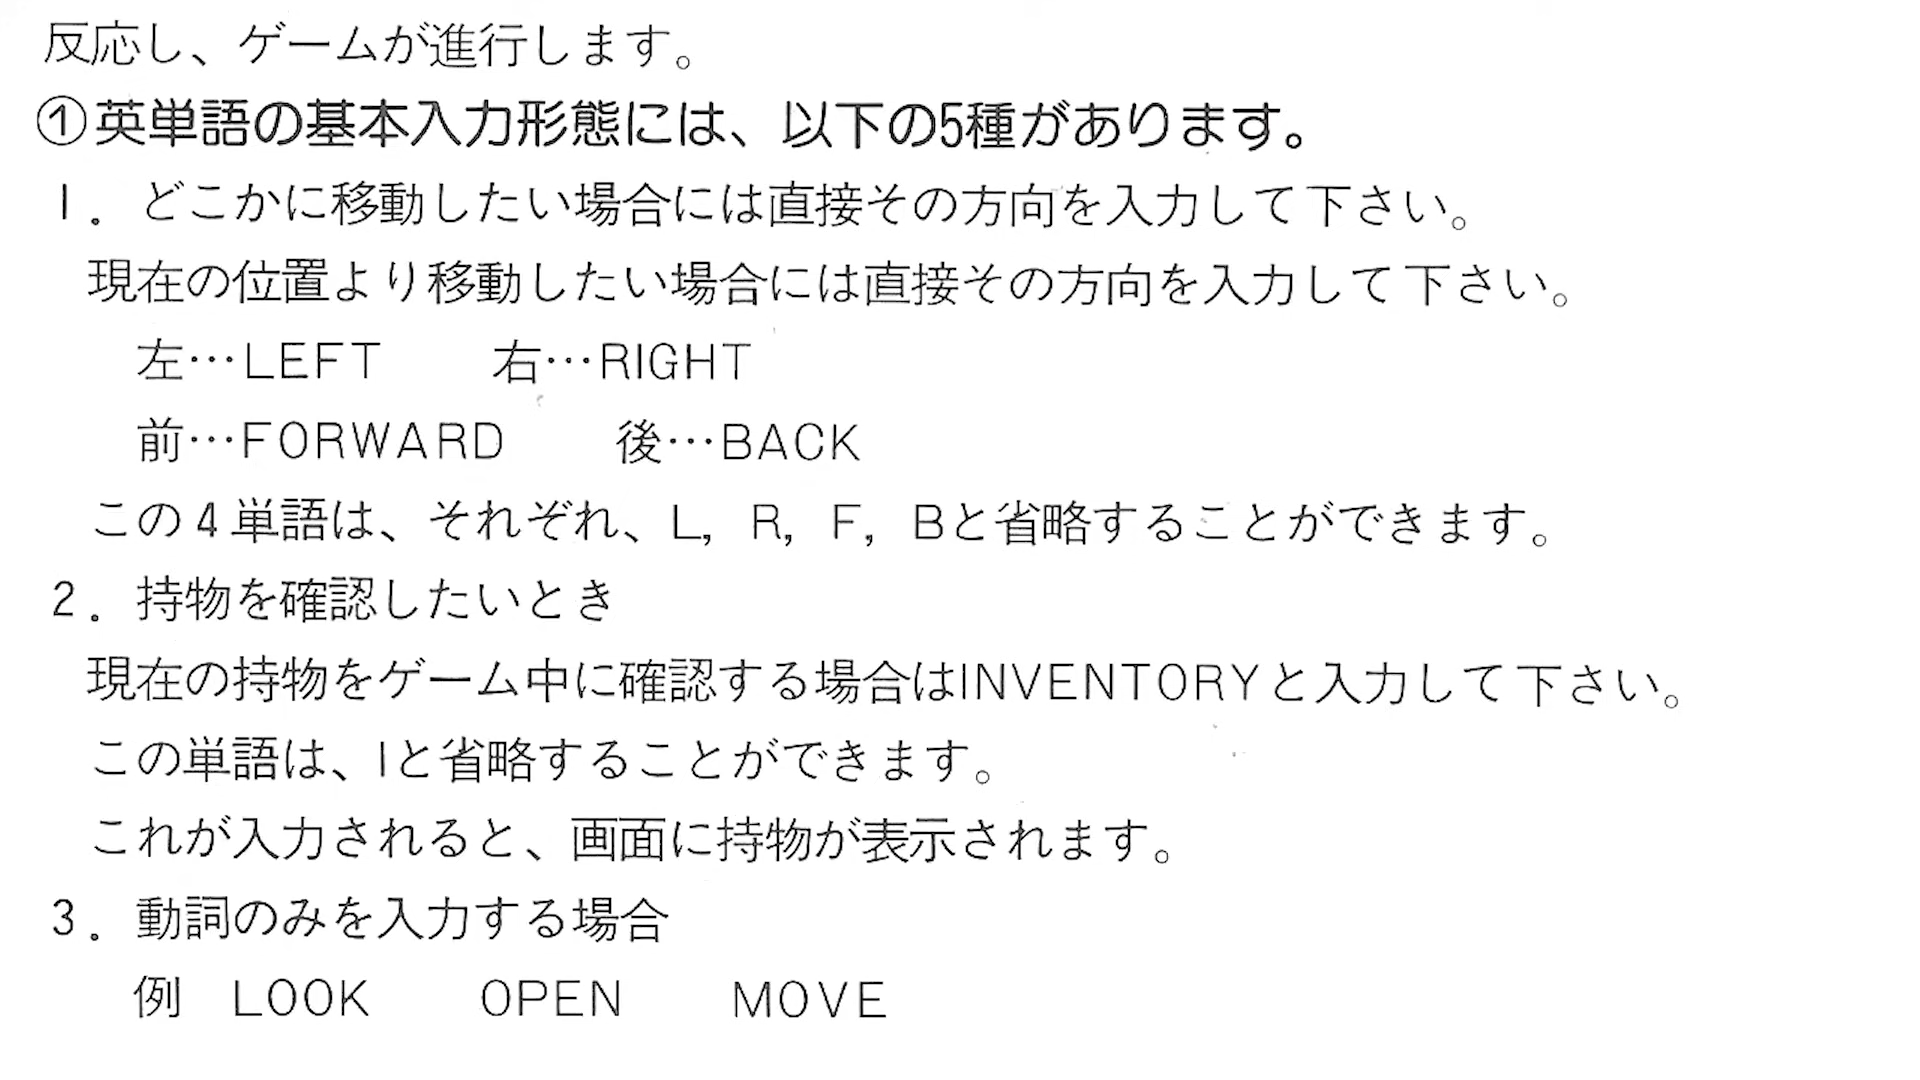 反応し、ゲームが進行します。
①英単語の基本入力形態には、以下の5種があります。
1．どこかに移動したい場合には直接その方向を入力して下さい。
現在の位置より移動したい場合には直接その方向を入力して下さい。
左…LEFT　右…RIGHT
前…FORWARD　後…BACK
この4単語は、それぞれ、L，R，F，Bと省略することができます。
2．持物を確認したいとき
現在の持物をゲーム中に確認する場合はINVENTORYと入力して下さい。
この単語は、Iと省略することができます。
これが入力されると、画面に持物が表示されます。
3．動詞のみを入力する場合
例　LOOK　OPEN　MOVE